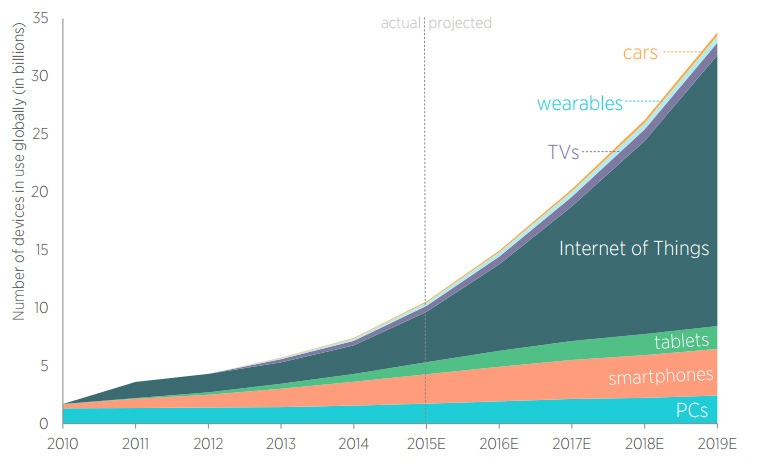 Number of devices in use globally (in billions)
35
30
25
20
15
10
5
0
actual projected
cars
wearables
TVs
Internet of Things
tablets
smartphones
PCs
2010 2011 2012 2013 2014 2015E 2016E 2017E 2018E 2019E